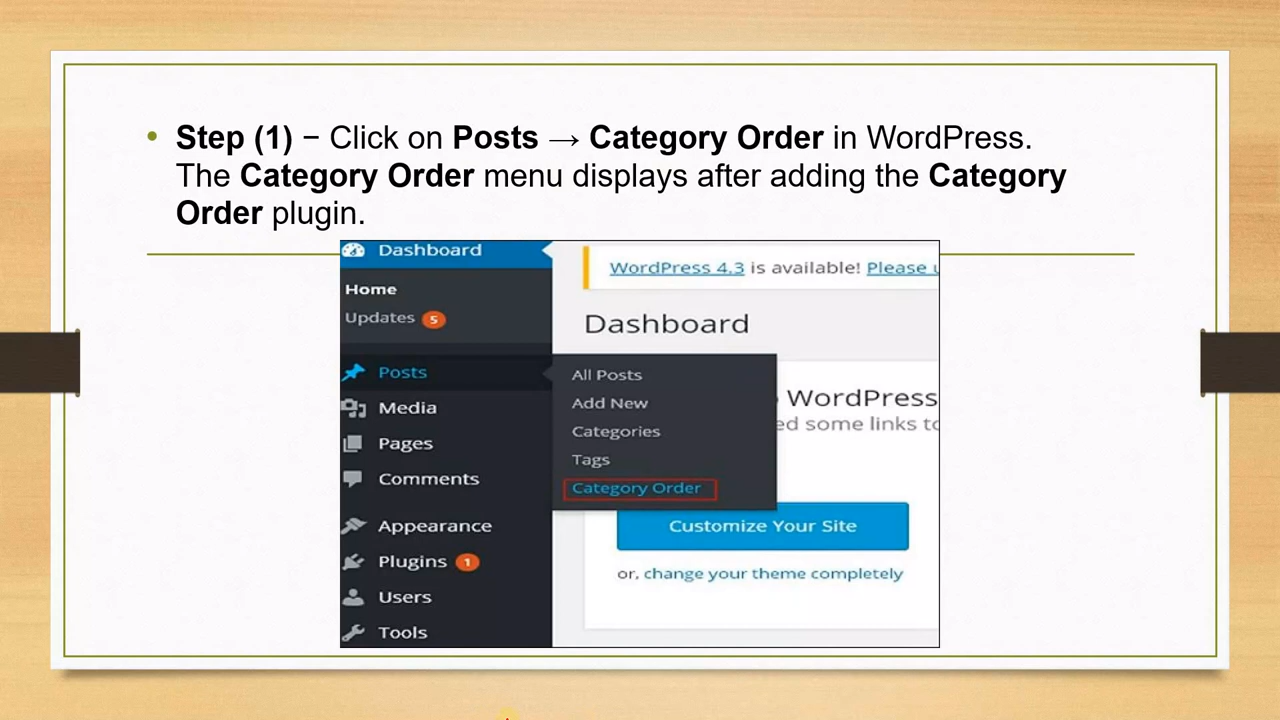 • Step (1) − Click on Posts → Category Order in WordPress.
The Category Order menu displays after adding the Category
Order plugin.
Dashboard
WordPress 4.3 is available! Please
Home
Updates 5
Dashboard
Posts
All Posts
Add New
WordPress
Media
Categories
ed some links to
Pages
Tags
Comments
Category Order
Appearance
Customize Your Site
Plugins 1
or, change your theme completely
Users
Tools